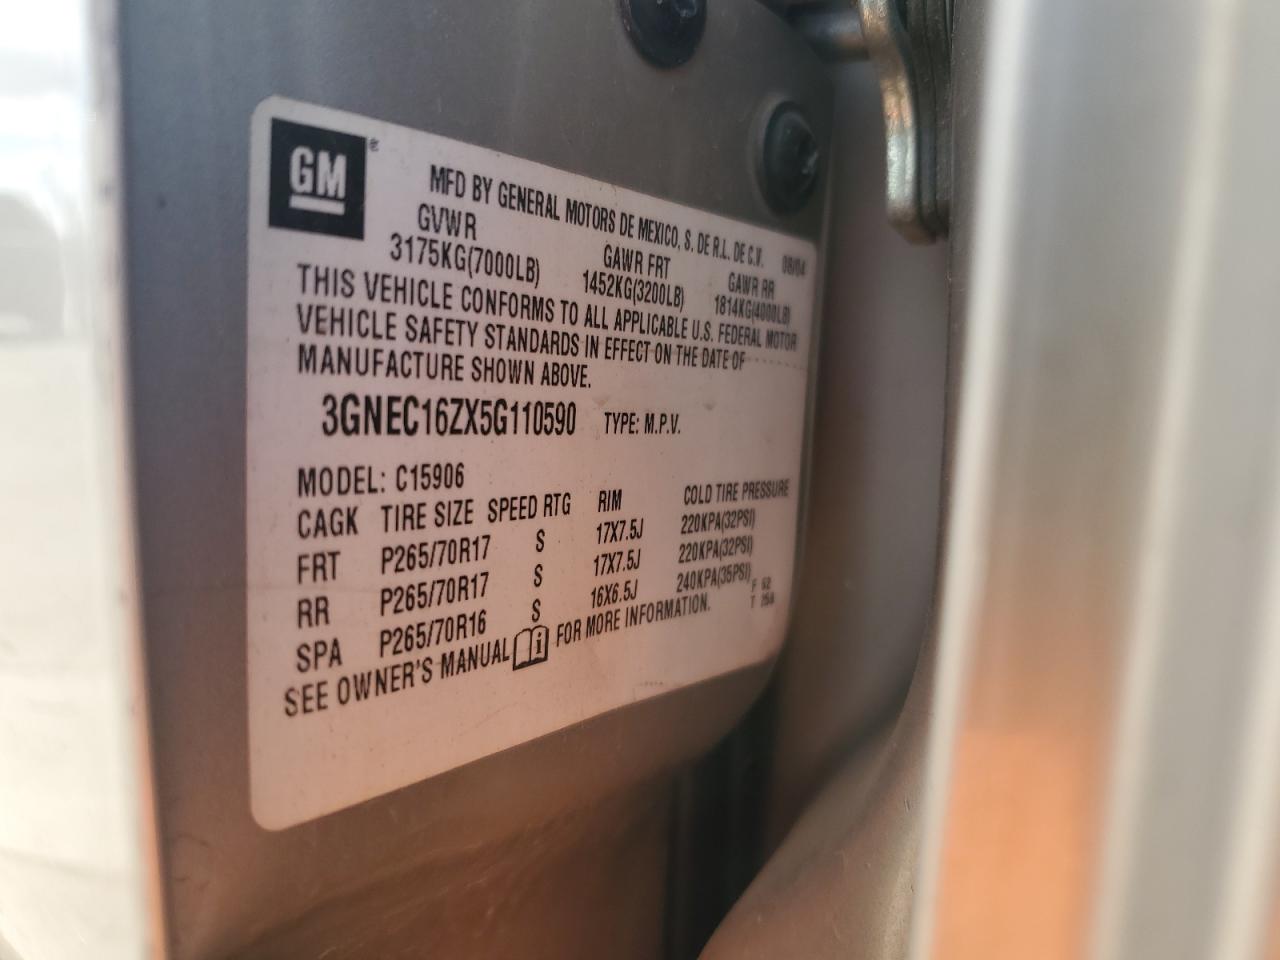 GM ®
MFD BY GENERAL MOTORS DE MEXICO, S. DE R.L. DE C.V. 08/04
GVWR GAWR FRT GAWR RR
3175KG(7000LB) 1452KG(3200LB) 1814KG(4000LB)
THIS VEHICLE CONFORMS TO ALL APPLICABLE U.S. FEDERAL MOTOR
VEHICLE SAFETY STANDARDS IN EFFECT ON THE DATE OF
MANUFACTURE SHOWN ABOVE.
3GNEC16ZX5G110590 TYPE: M.P.V.
MODEL: C15906
CAGK TIRE SIZE SPEED RTG RIM COLD TIRE PRESSURE
FRT P265/70R17 S 17X7.5J 220KPA(32PSI)
RR P265/70R17 S 17X7.5J 220KPA(32PSI)
SPA P265/70R16 S 16X6.5J 240KPA(35PSI)
SEE OWNER'S MANUAL i FOR MORE INFORMATION.
F
T